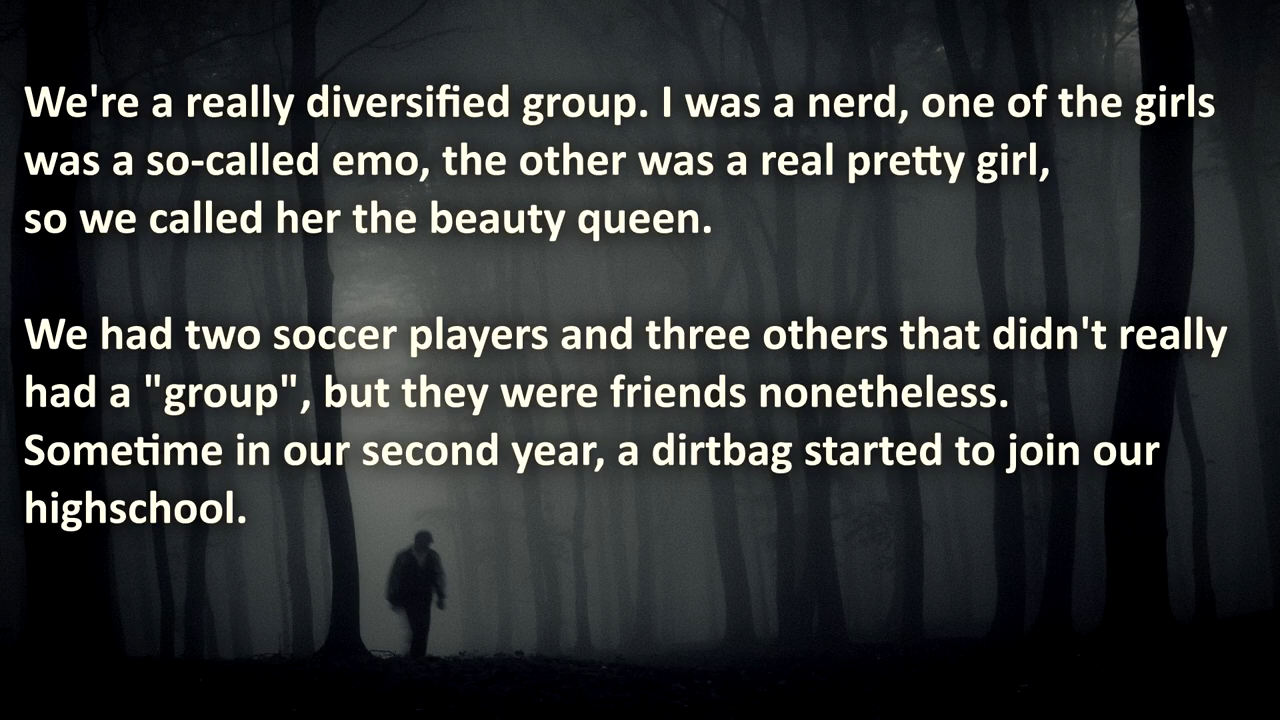 We're a really diversified group. I was a nerd, one of the girls
was a so-called emo, the other was a real pretty girl,
so we called her the beauty queen.
We had two soccer players and three others that didn't really
had a "group", but they were friends nonetheless.
Sometime in our second year, a dirtbag started to join our
highschool.